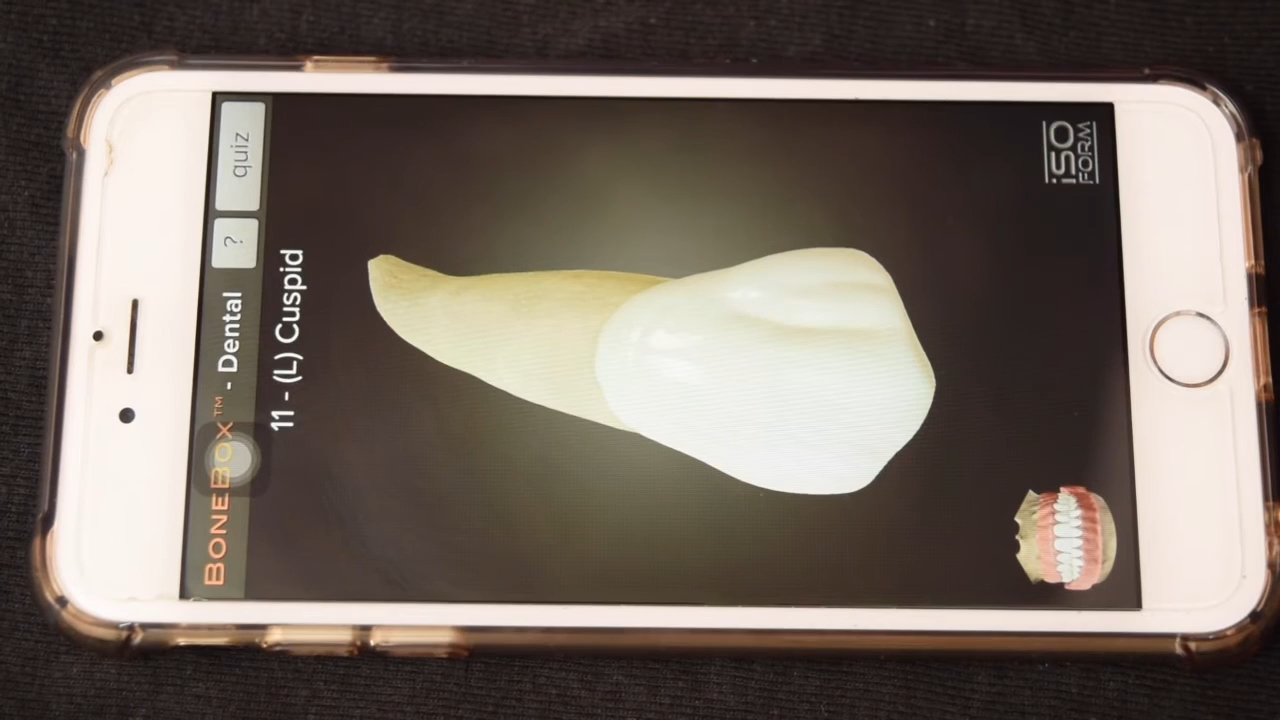 BONEBOX™ - Dental ? quiz
11 - (L) Cuspid
iSO
FORM